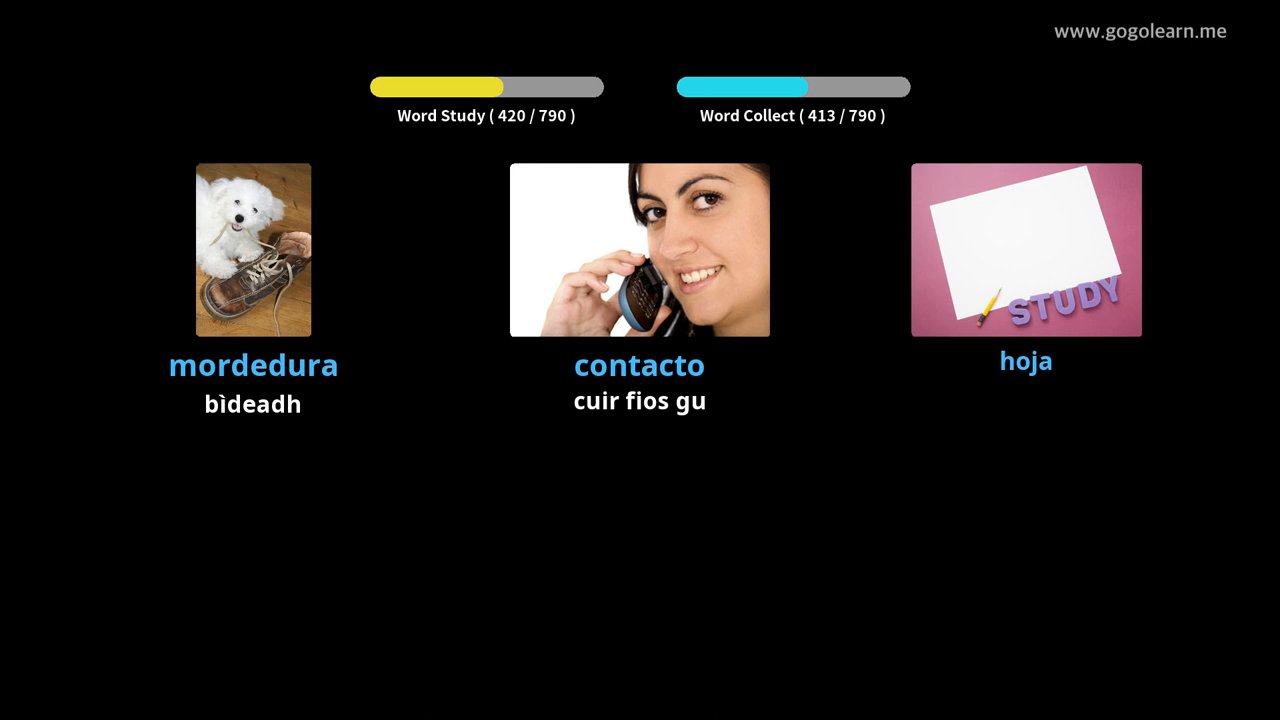 www.gogolearn.me
Word Study ( 420 / 790 )
Word Collect ( 413 / 790 )
STUDY
mordedura
bìdeadh
contacto
cuir fios gu
hoja